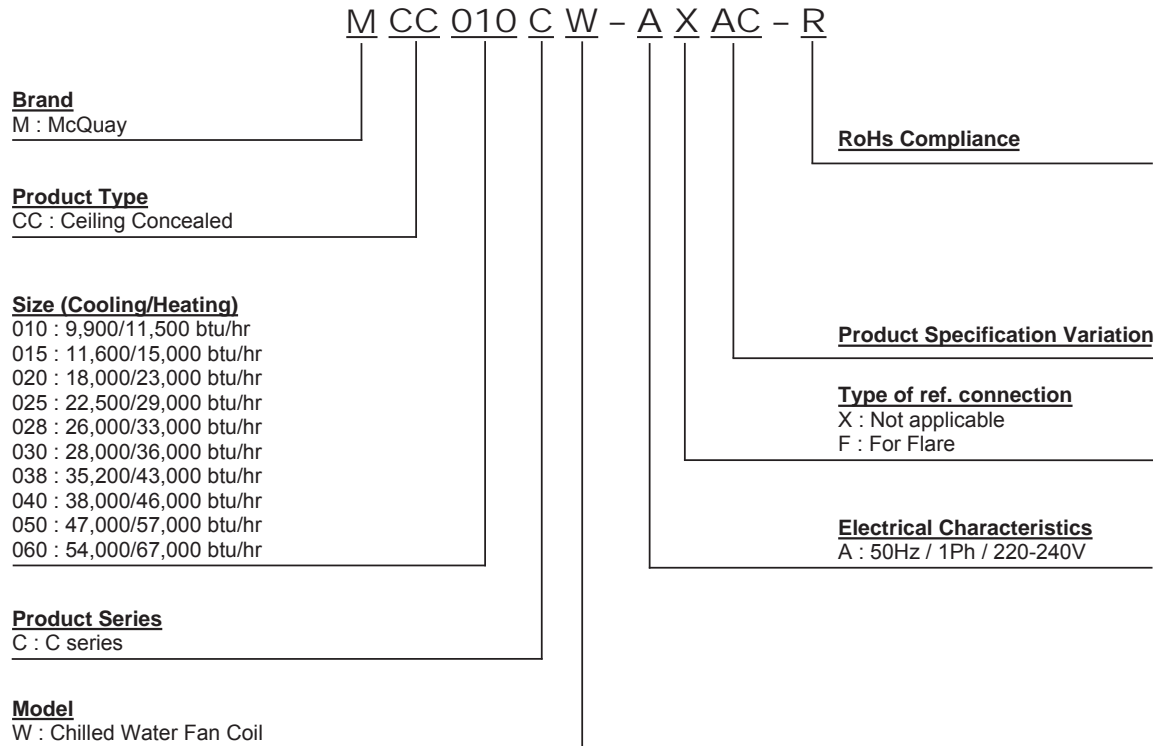 M CC 010 C W – A X AC – R
Brand
M : McQuay
Product Type
CC : Ceiling Concealed
Size (Cooling/Heating)
010 : 9,900/11,500 btu/hr
015 : 11,600/15,000 btu/hr
020 : 18,000/23,000 btu/hr
025 : 22,500/29,000 btu/hr
028 : 26,000/33,000 btu/hr
030 : 28,000/36,000 btu/hr
038 : 35,200/43,000 btu/hr
040 : 38,000/46,000 btu/hr
050 : 47,000/57,000 btu/hr
060 : 54,000/67,000 btu/hr
Product Series
C : C series
Model
W : Chilled Water Fan Coil
RoHs Compliance
Product Specification Variation
Type of ref. connection
X : Not applicable
F : For Flare
Electrical Characteristics
A : 50Hz / 1Ph / 220-240V